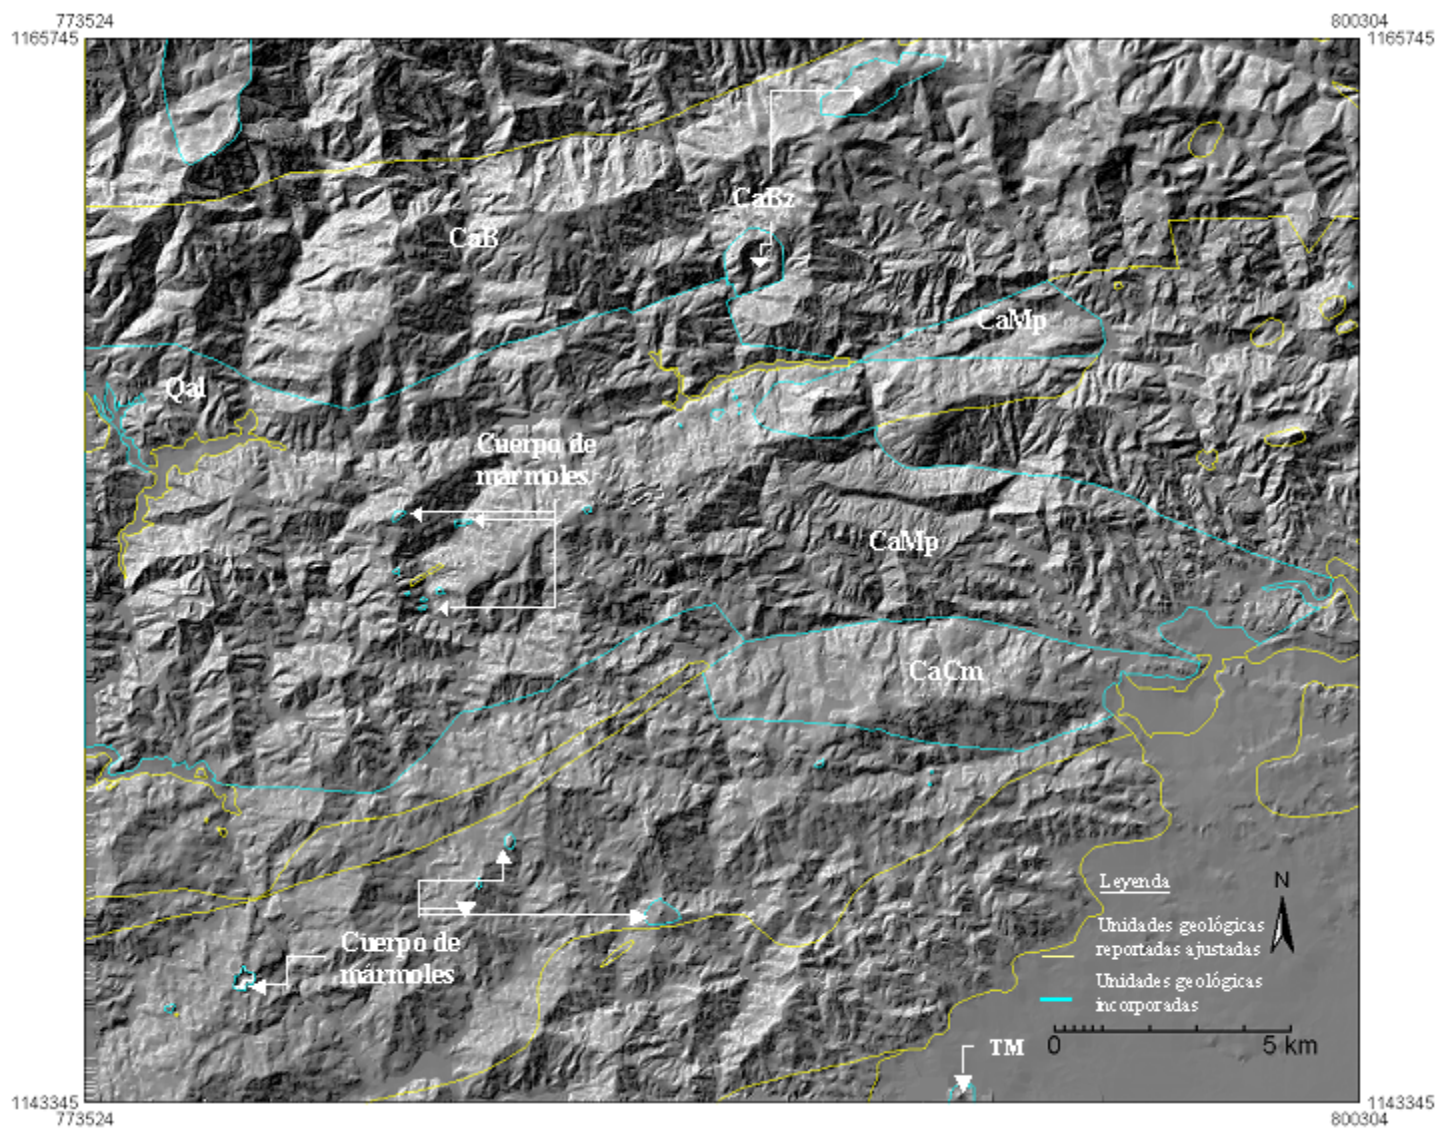 773524
800304
1165745
1165745
CaBz
CaB
CaMp
Qal
Cuerpo de
mármoles
CaMp
CaCm
Leyenda
N
Unidades geológicas
reportadas ajustadas
Unidades geológicas
incorporadas
Cuerpo de
mármoles
TM
0
5 km
1143345
1143345
773524
800304